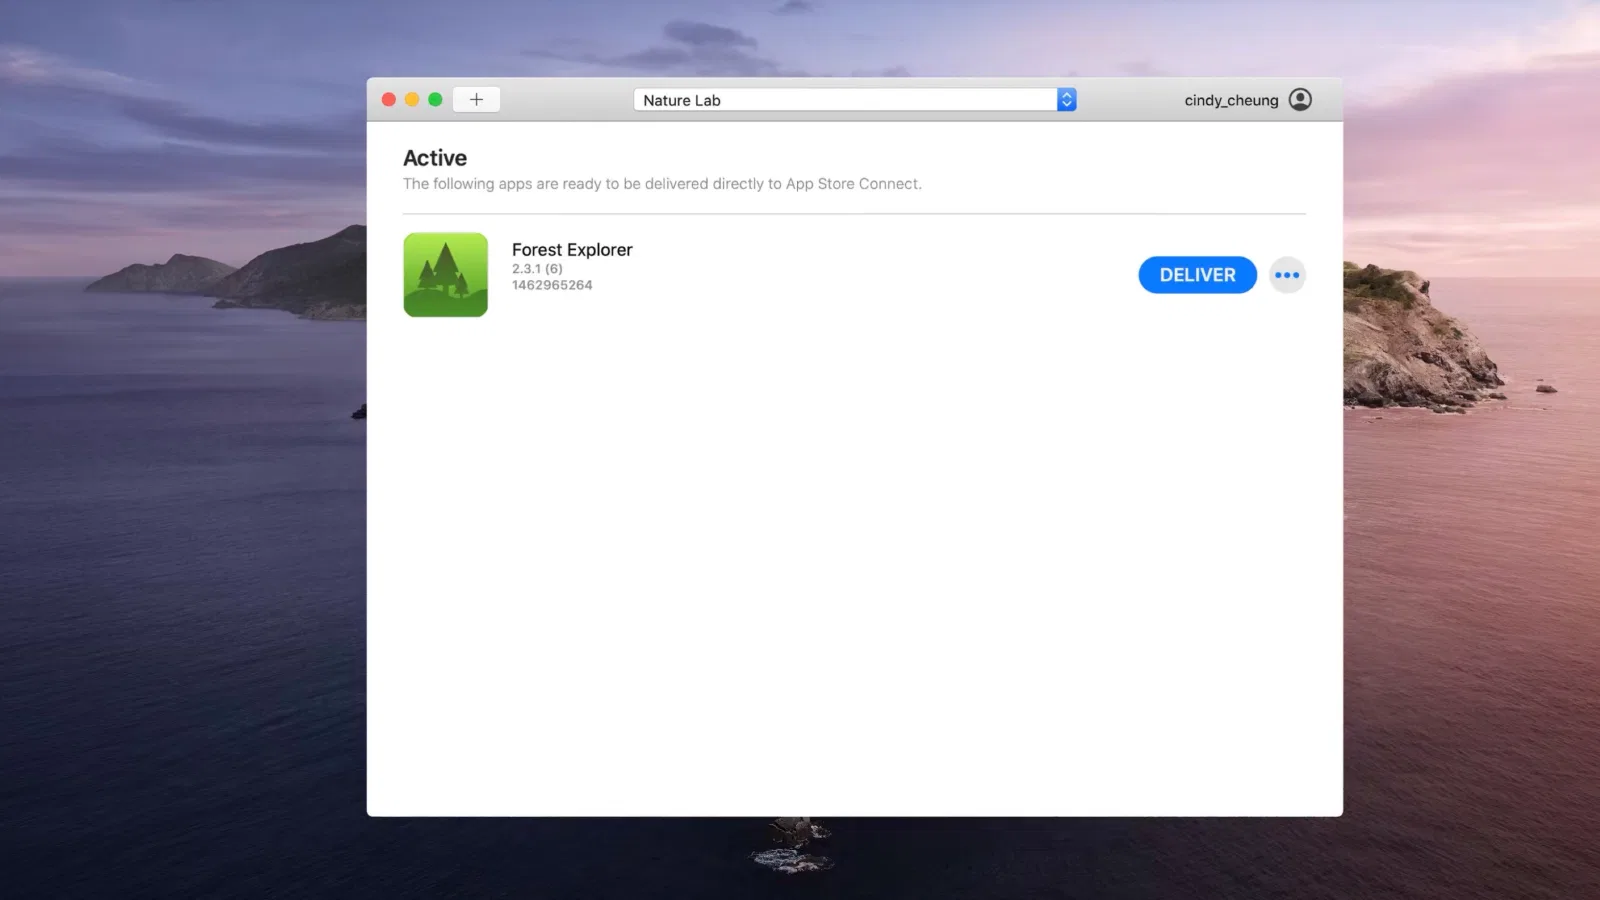 Nature Lab
cindy_cheung
Active
The following apps are ready to be delivered directly to App Store Connect.
Forest Explorer
2.3.1 (6)
1462965264
DELIVER